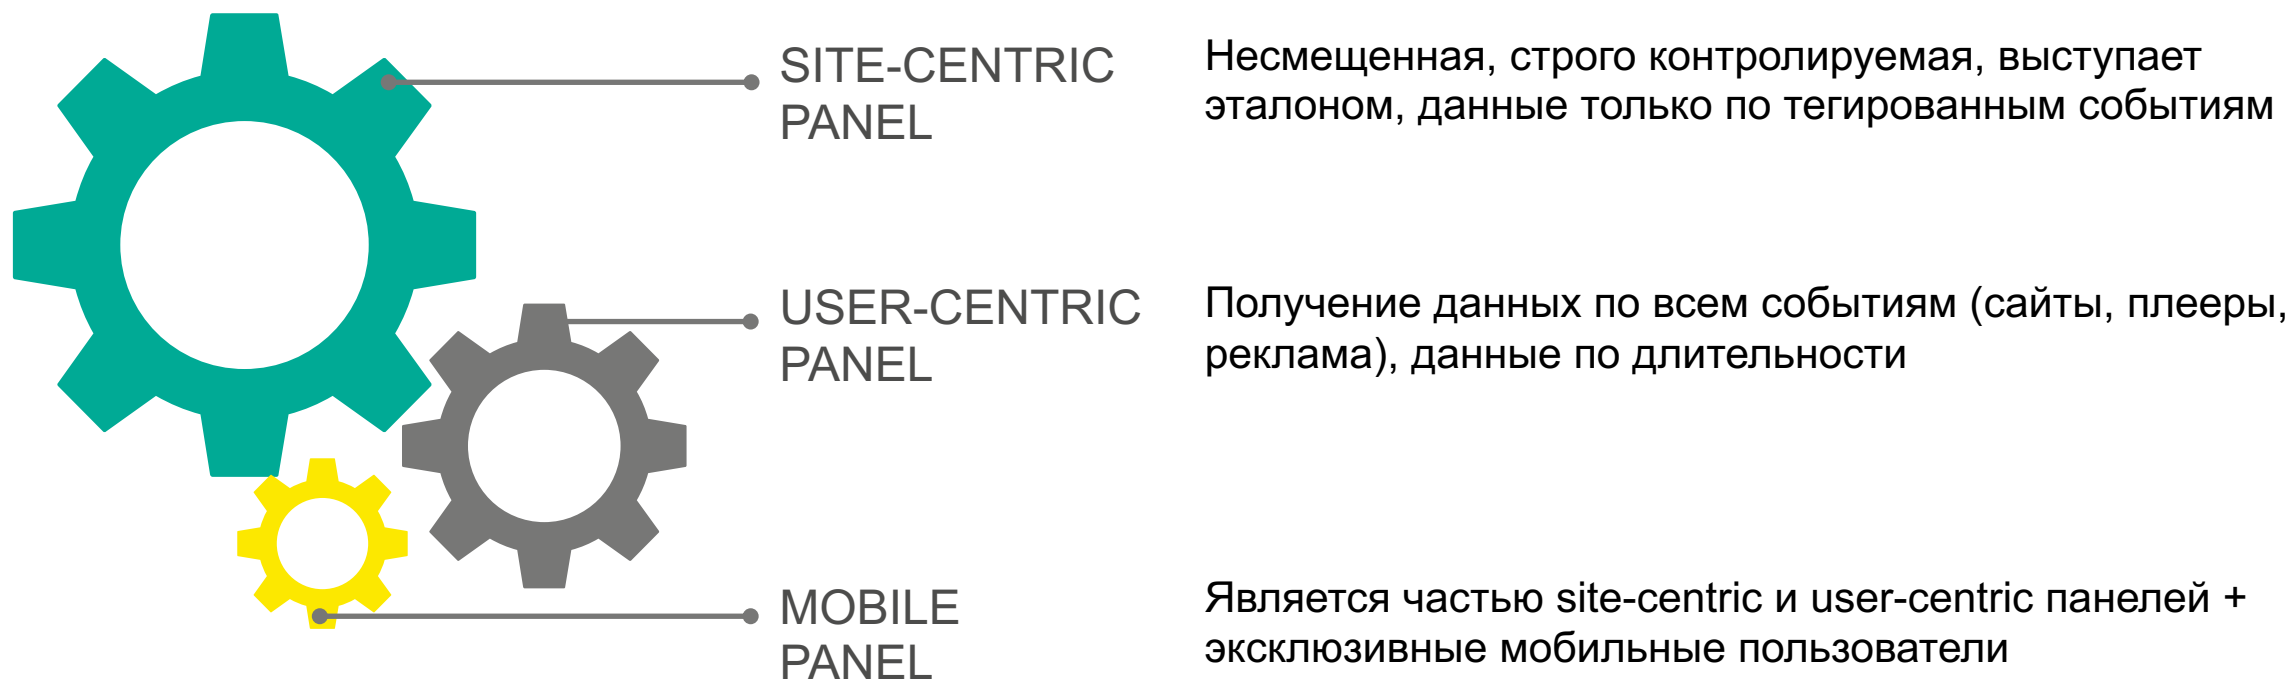 SITE-CENTRIC
PANEL
Несмещенная, строго контролируемая, выступает
эталоном, данные только по тегированным событиям
USER-CENTRIC
PANEL
Получение данных по всем событиям (сайты, плееры,
реклама), данные по длительности
MOBILE
PANEL
Является частью site-centric и user-centric панелей +
эксклюзивные мобильные пользователи